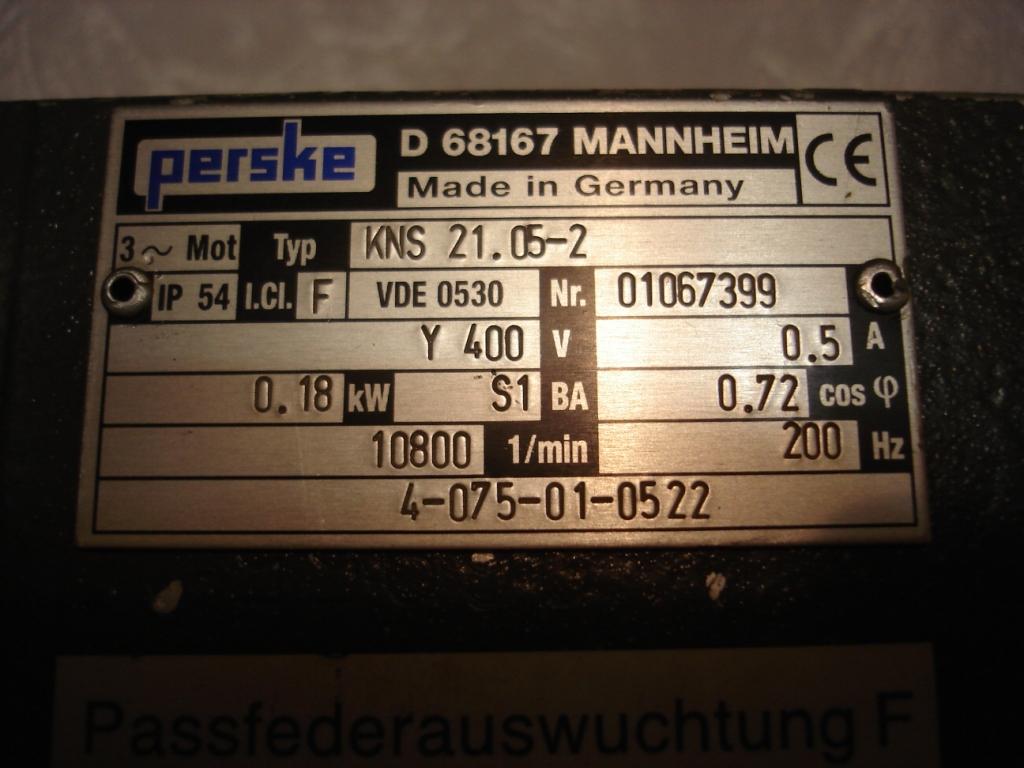 perske
D 68167 MANNHEIM
Made in Germany
CE
3 ~ Mot Typ KNS 21.05-2
IP 54 I.Cl. F VDE 0530 Nr. 01067399
Y 400 V 0.5 A
0.18 kW S1 BA 0.72 cos φ
10800 1/min 200 Hz
4-075-01-0522
Passfederauswuchtung F